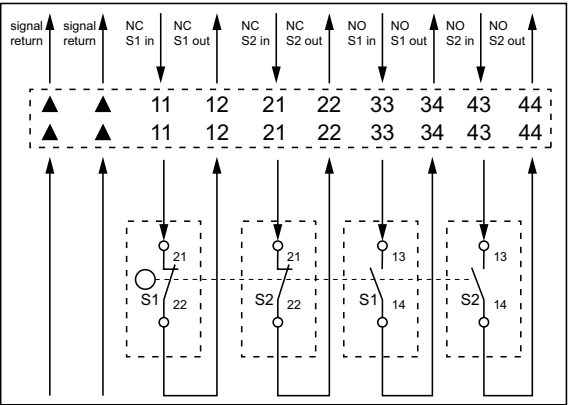 signal signal NC NC NC NC NO NO NO NO
return return S1 in S1 out S2 in S2 out S1 in S1 out S2 in S2 out
11 12 21 22 33 34 43 44
11 12 21 22 33 34 43 44
21 21 13 13
S1 22 S2 22 S1 14 S2 14